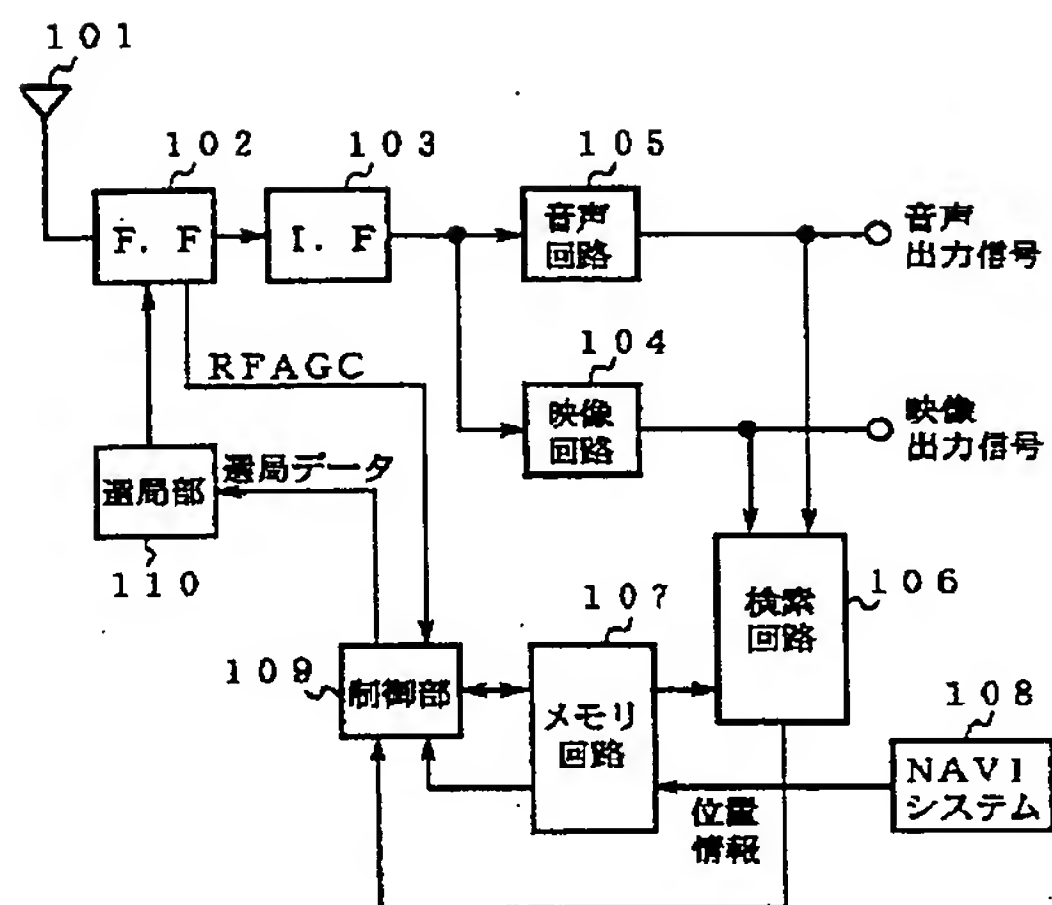 101
102
103
105
F. F
I. F
音声
回路
音声
出力信号
RFAGC
104
映像
回路
映像
出力信号
選局部
選局データ
110
107
検索
回路
106
109
制御部
メモリ
回路
108
NAVI
システム
位置
情報